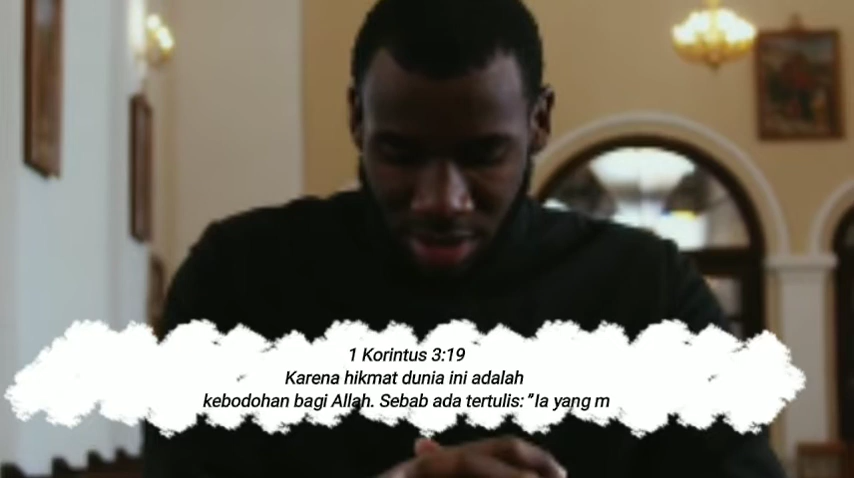 1 Korintus 3:19
Karena hikmat dunia ini adalah
kebodohan bagi Allah. Sebab ada tertulis: "Ia yang m